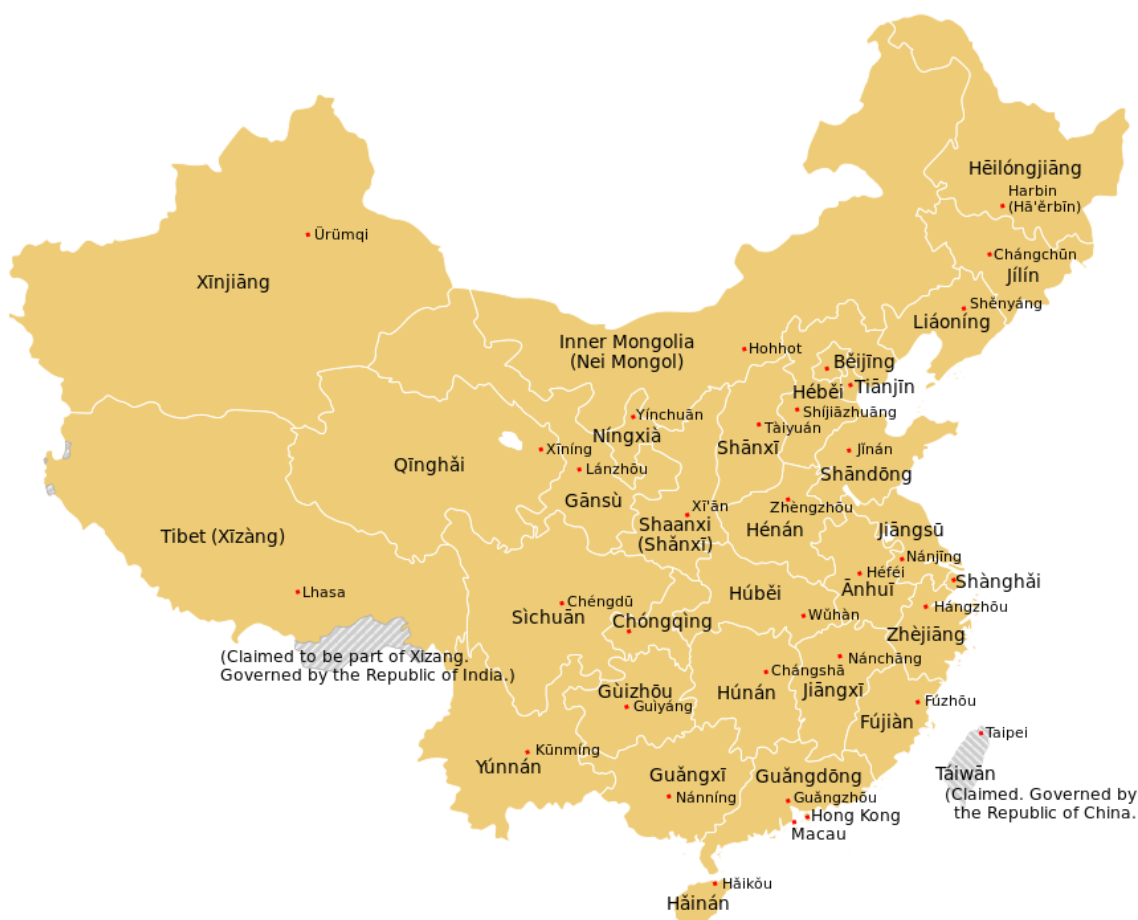 Hēilóngjiāng
Harbin
(Hā'ěrbīn)
Ürümqi
Chángchūn
Jílín
Xīnjiāng
Shěnyáng
Liáoníng
Inner Mongolia
(Nei Mongol)
Hohhot
Běijīng
Tiānjīn
Héběi
Shíjiāzhuāng
Yínchuān
Níngxià
Tàiyuán
Shānxī
Xīníng
Jǐnán
Qīnghǎi
Lánzhōu
Shāndōng
Gānsù
Xī'ān
Zhèngzhōu
Shaanxi
(Shǎnxī)
Hénán
Jiāngsū
Tibet (Xīzàng)
Nánjīng
Héféi
Ānhuī
Shànghǎi
Lhasa
Chéngdū
Sìchuān
Húběi
Wǔhàn
Hángzhōu
Chóngqìng
Zhèjiāng
(Claimed to be part of Xizang.
Governed by the Republic of India.)
Nánchāng
Chángshā
Jiāngxī
Gùizhōu
Guìyáng
Húnán
Fúzhōu
Fújiàn
Taipei
Kūnmíng
Yúnnán
Guǎngxī
Nánníng
Guǎngdōng
Guǎngzhōu
Táiwān
(Claimed. Governed by
the Republic of China.
Hong Kong
Macau
Hǎikǒu
Hǎinán